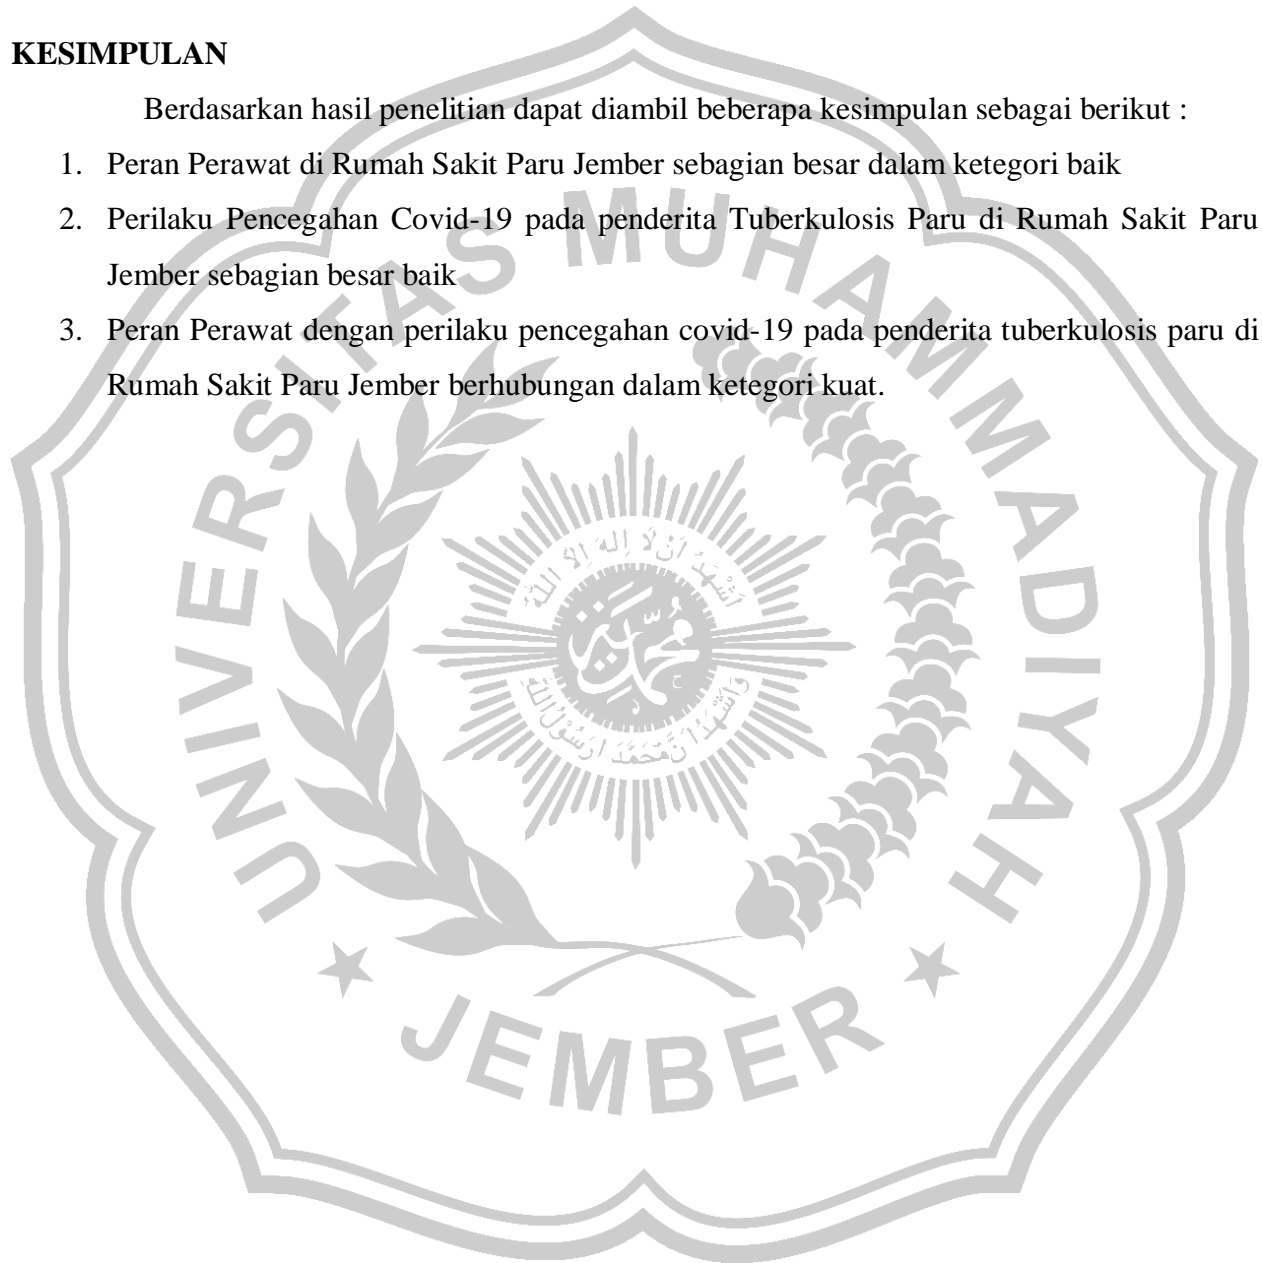 KESIMPULAN
Berdasarkan hasil penelitian dapat diambil beberapa kesimpulan sebagai berikut :
1. Peran Perawat di Rumah Sakit Paru Jember sebagian besar dalam ketegori baik
2. Perilaku Pencegahan Covid-19 pada penderita Tuberkulosis Paru di Rumah Sakit Paru
Jember sebagian besar baik
3. Peran Perawat dengan perilaku pencegahan covid-19 pada penderita tuberkulosis paru di
Rumah Sakit Paru Jember berhubungan dalam ketegori kuat.
UNIVERSITAS MUHAMMADIYAH
JEMBER